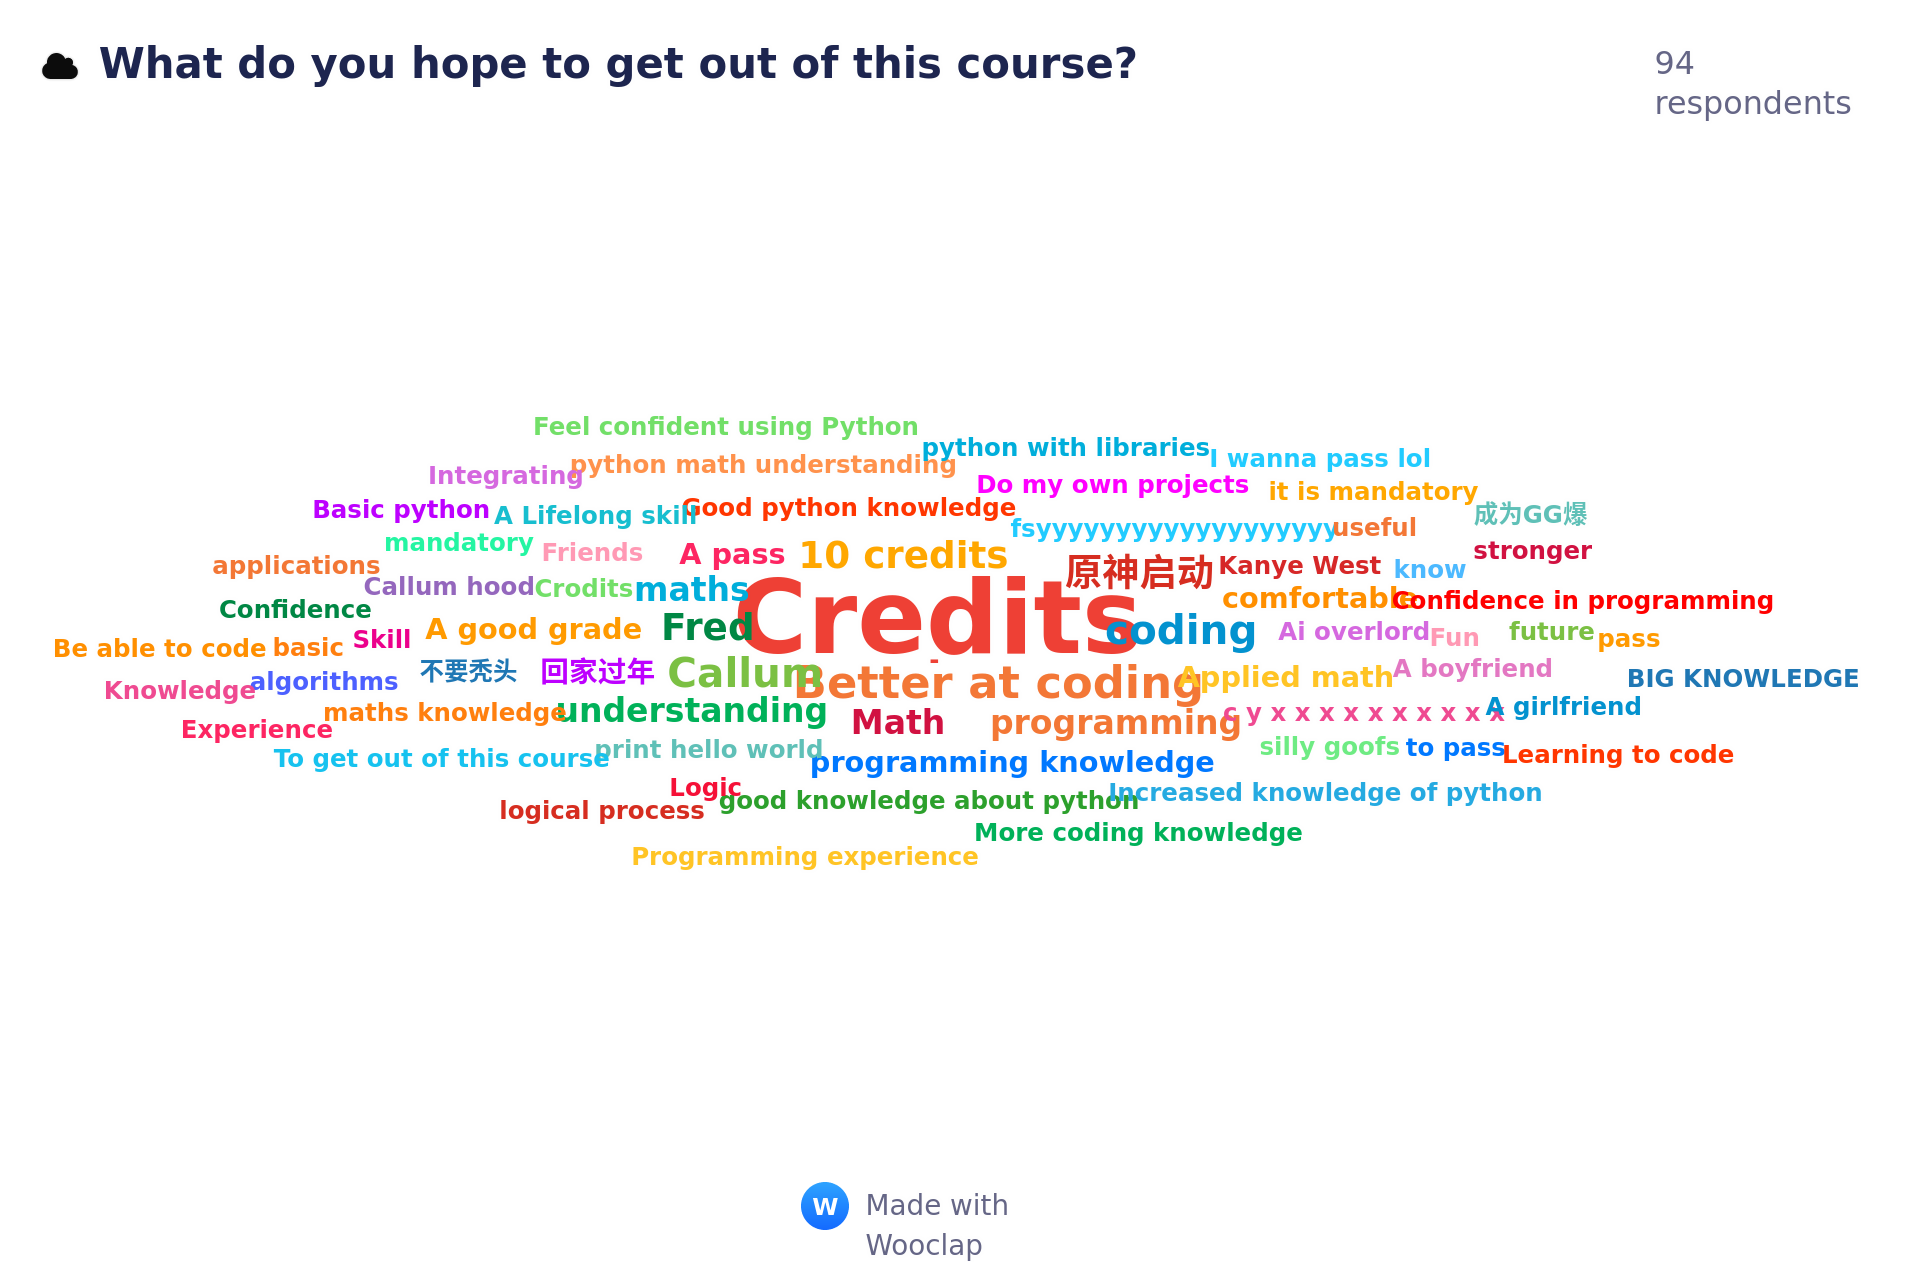 What do you hope to get out of this course?
94
respondents
Feel confident using Python
python with libraries
I wanna pass lol
python math understanding
Integrating
Do my own projects
it is mandatory
Basic python
A Lifelong skill
Good python knowledge
fsyyyyyyyyyyyyyyyyyyy
useful
成为GG爆
mandatory
Friends
A pass
10 credits
原神启动
Kanye West
know
stronger
applications
Callum hood
Crodits
maths
Credits
comfortable
Confidence in programming
Confidence
Skill
A good grade
Fred
coding
Ai overlord
Fun
future
pass
Be able to code
basic
不要秃头
回家过年
Callum
-
Better at coding
Applied math
A boyfriend
BIG KNOWLEDGE
Knowledge
algorithms
maths knowledge
understanding
Math
programming
c y x x x x x x x x x x
A girlfriend
Experience
To get out of this course
print hello world
programming knowledge
silly goofs
to pass
Learning to code
Logic
logical process
good knowledge about python
Increased knowledge of python
More coding knowledge
Programming experience
W
Made with
Wooclap